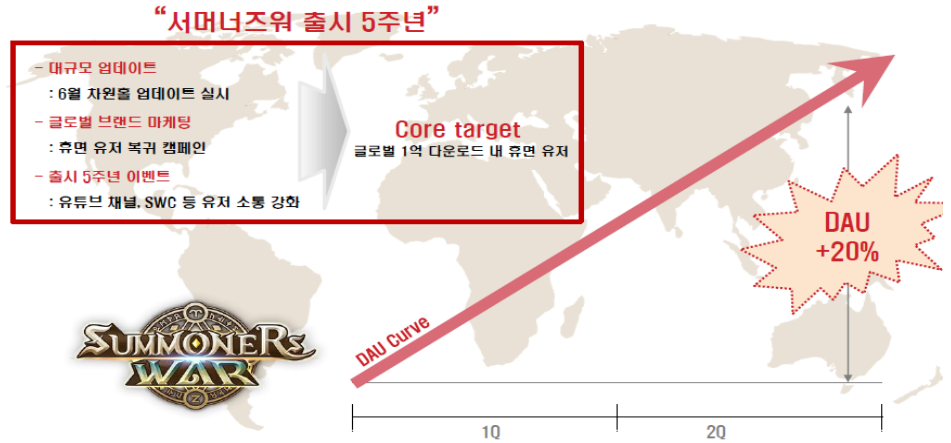 “서머너즈워 출시 5주년”
- 대규모 업데이트
: 6월 차원홀 업데이트 실시
- 글로벌 브랜드 마케팅
: 휴면 유저 복귀 캠페인
- 출시 5주년 이벤트
: 유튜브 채널, SWC 등 유저 소통 강화
Core target
글로벌 1억 다운로드 내 휴면 유저
DAU
+20%
DAU Curve
SUMMONERS
WAR
1Q
2Q